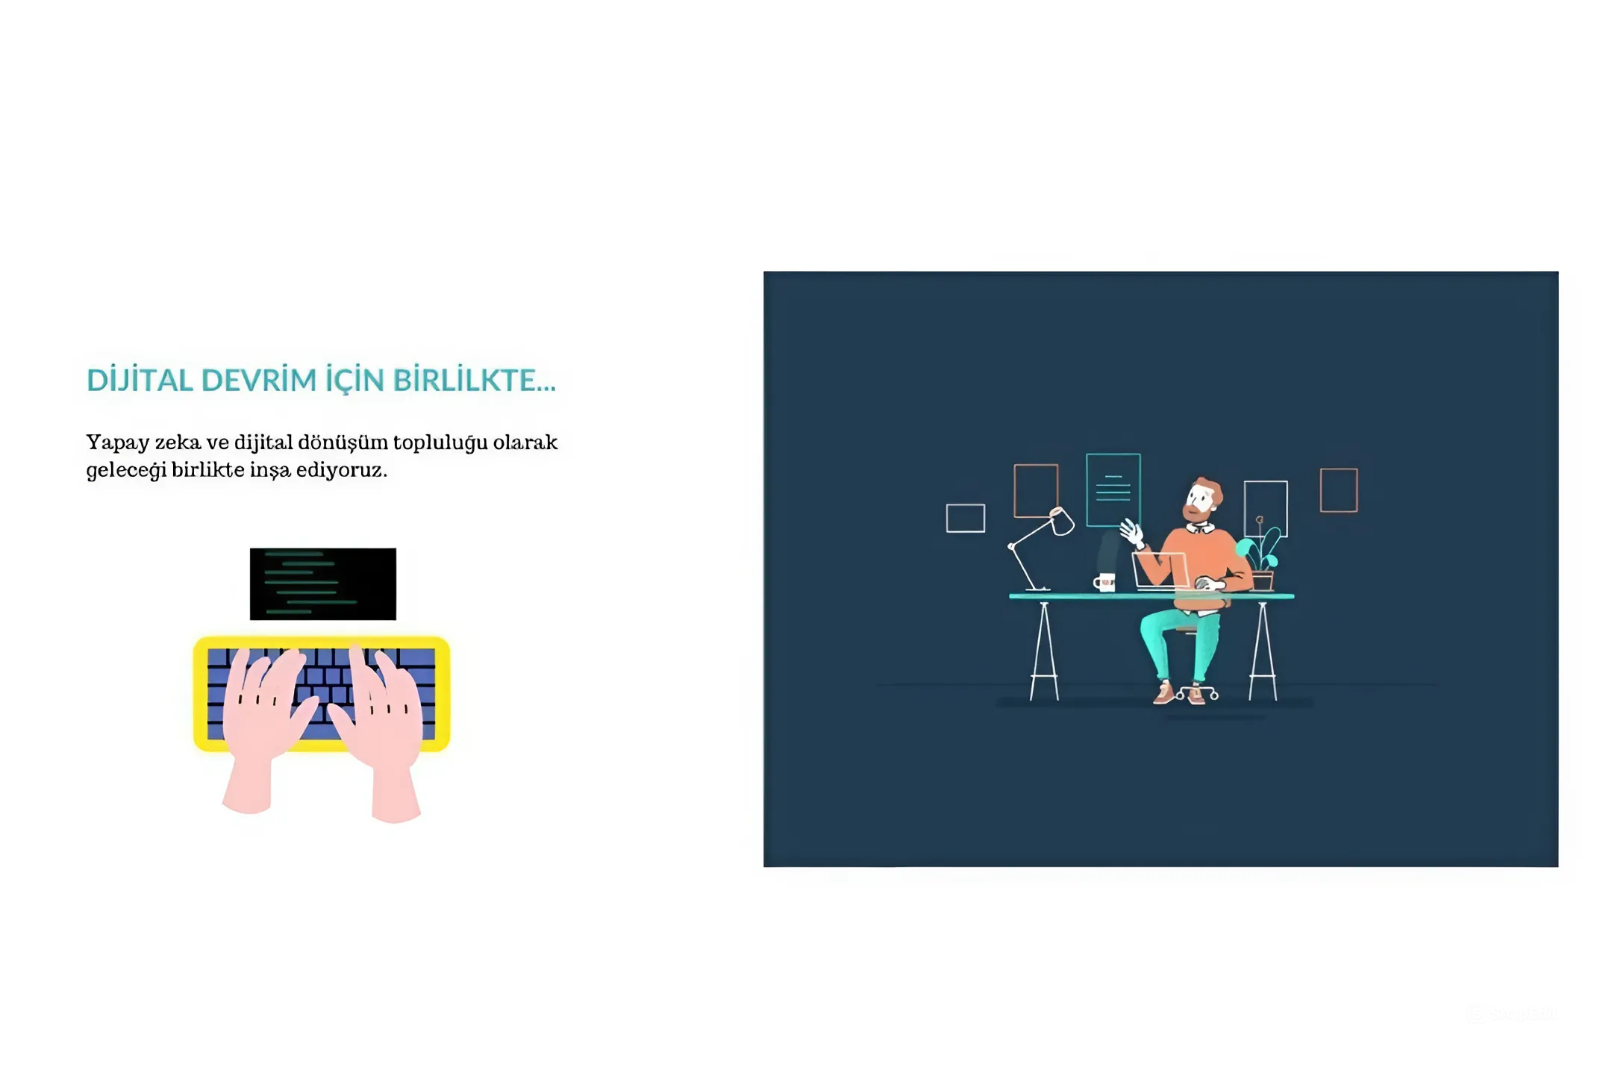 DİJİTAL DEVRİM İÇİN BİRLİLKTE...
Yapay zeka ve dijital dönüşüm topluluğu olarak
geleceği birlikte inşa ediyoruz.